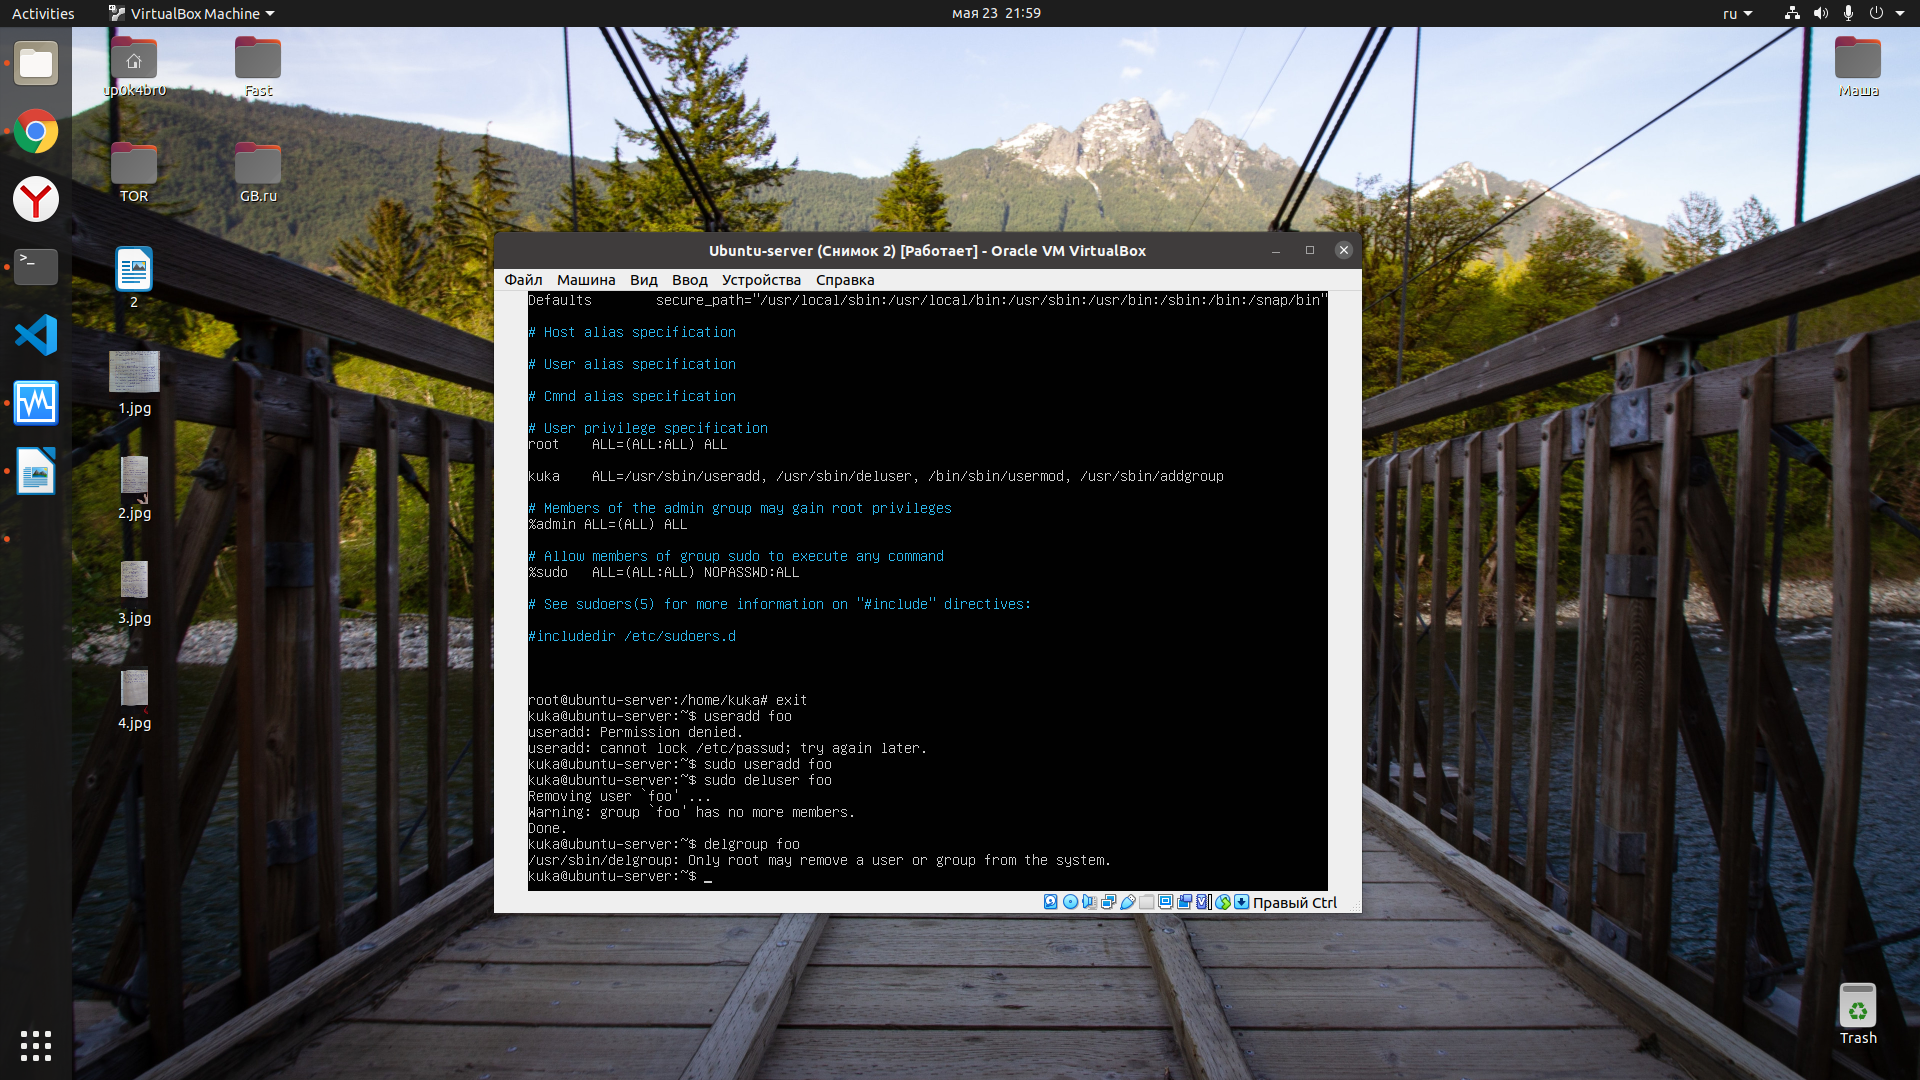 Activities
VirtualBox Machine
мая 23 21:59
ru
up0k4br0
Fast
Маша
TOR
GB.ru
2
1.jpg
2.jpg
3.jpg
4.jpg
Trash
Ubuntu-server (Снимок 2) [Работает] - Oracle VM VirtualBox
Файл Машина Вид Ввод Устройства Справка
Defaults        secure_path="/usr/local/sbin:/usr/local/bin:/usr/sbin:/usr/bin:/sbin:/bin:/snap/bin"
# Host alias specification
# User alias specification
# Cmnd alias specification
# User privilege specification
root    ALL=(ALL:ALL) ALL
kuka    ALL=/usr/sbin/useradd, /usr/sbin/deluser, /bin/sbin/usermod, /usr/sbin/addgroup
# Members of the admin group may gain root privileges
%admin ALL=(ALL) ALL
# Allow members of group sudo to execute any command
%sudo   ALL=(ALL:ALL) NOPASSWD:ALL
# See sudoers(5) for more information on "#include" directives:
#includedir /etc/sudoers.d
root@ubuntu-server:/home/kuka# exit
kuka@ubuntu-server:~$ useradd foo
useradd: Permission denied.
useradd: cannot lock /etc/passwd; try again later.
kuka@ubuntu-server:~$ sudo useradd foo
kuka@ubuntu-server:~$ sudo deluser foo
Removing user `foo' ...
Warning: group `foo' has no more members.
Done.
kuka@ubuntu-server:~$ delgroup foo
/usr/sbin/delgroup: Only root may remove a user or group from the system.
kuka@ubuntu-server:~$ _
Правый Ctrl